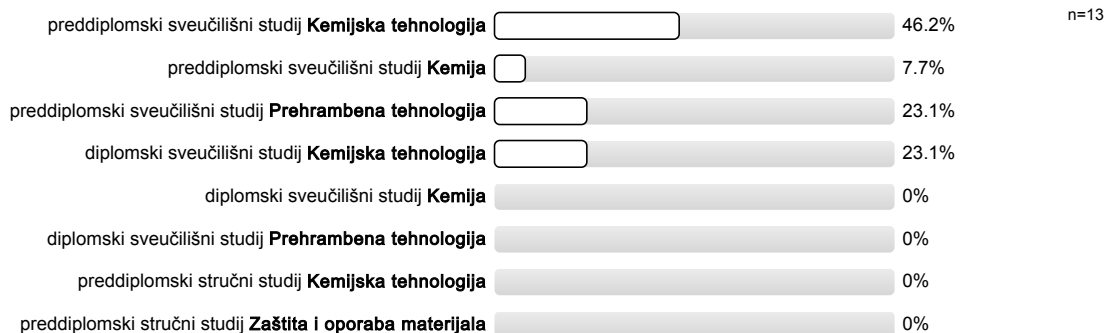 preddiplomski sveučilišni studij Kemijska tehnologija 46.2% n=13
preddiplomski sveučilišni studij Kemija 7.7%
preddiplomski sveučilišni studij Prehrambena tehnologija 23.1%
diplomski sveučilišni studij Kemijska tehnologija 23.1%
diplomski sveučilišni studij Kemija 0%
diplomski sveučilišni studij Prehrambena tehnologija 0%
preddiplomski stručni studij Kemijska tehnologija 0%
preddiplomski stručni studij Zaštita i oporaba materijala 0%